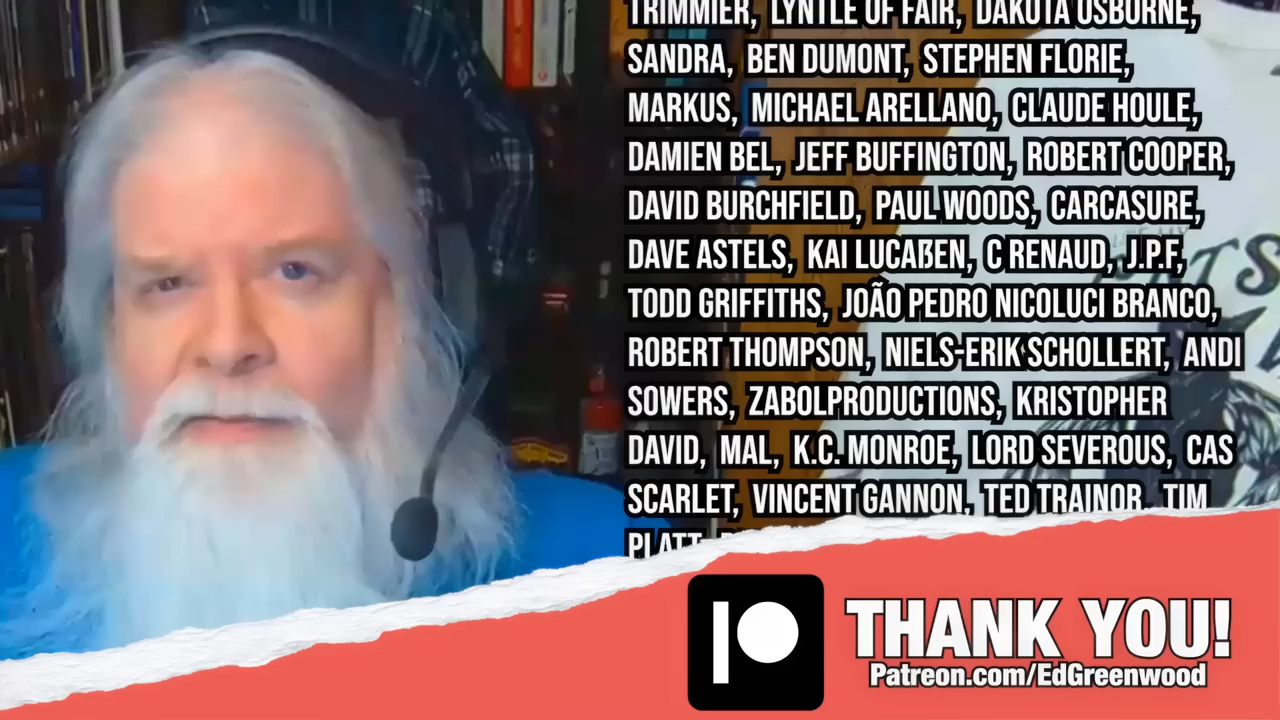 TRIMMIER, LYNTLE OF FAIR, DAKOTA OSBORNE,
SANDRA, BEN DUMONT, STEPHEN FLORIE,
MARKUS, MICHAEL ARELLANO, CLAUDE HOULE,
DAMIEN BEL, JEFF BUFFINGTON, ROBERT COOPER,
DAVID BURCHFIELD, PAUL WOODS, CARCASURE,
DAVE ASTELS, KAI LUCAßEN, C RENAUD, J.P.F,
TODD GRIFFITHS, JOÃO PEDRO NICOLUCI BRANCO,
ROBERT THOMPSON, NIELS-ERIK SCHOLLERT, ANDI
SOWERS, ZABOLPRODUCTIONS, KRISTOPHER
DAVID, MAL, K.C. MONROE, LORD SEVEROUS, CAS
SCARLET, VINCENT GANNON, TED TRAINOR, TIM
PLATT,
THANK YOU!
Patreon.com/EdGreenwood